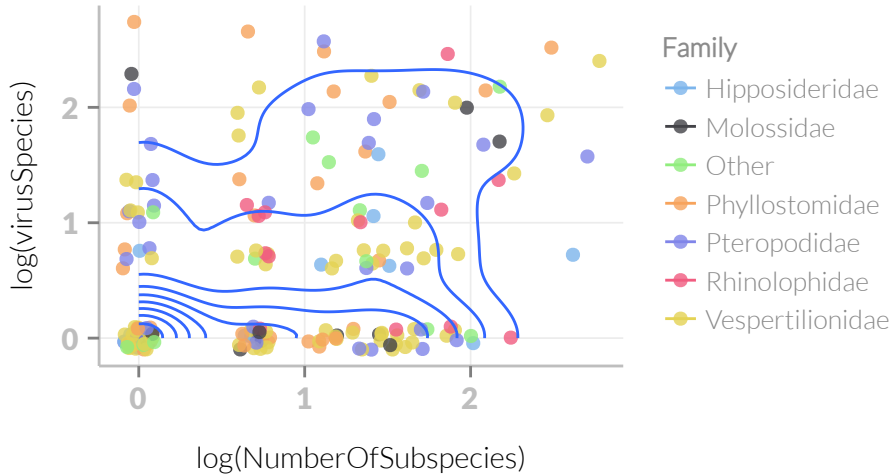 Family
Hipposideridae
Molossidae
Other
Phyllostomidae
Pteropodidae
Rhinolophidae
Vespertilionidae
log(virusSpecies)
2
1
0
0 1 2
log(NumberOfSubspecies)